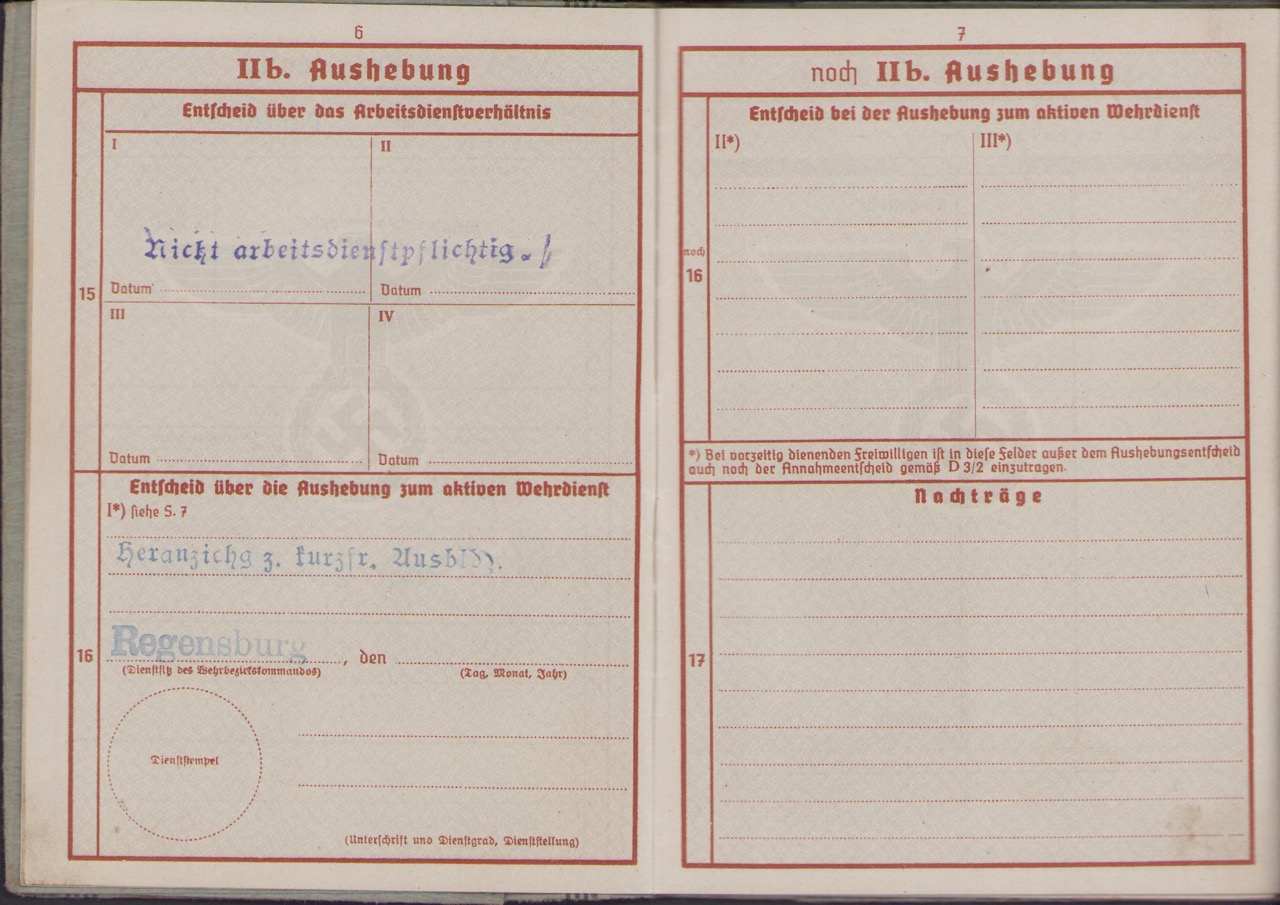 6
IIb. Aushebung
Entscheid über das Arbeitsdienstverhältnis
I
II
Nicht arbeitsdienstpflichtig.
15
Datum
Datum
III
IV
Datum
Datum
Entscheid über die Aushebung zum aktiven Wehrdienst
I*) siehe S. 7
Heranziehg z. kurzfr. Ausbldg.
Regensburg, den
16
(Dienstsitz des Wehrbezirkskommandos)
(Tag, Monat, Jahr)
Dienststempel
(Unterschrift und Dienstgrad, Dienststellung)
7
noch IIb. Aushebung
Entscheid bei der Aushebung zum aktiven Wehrdienst
II*)
III*)
noch
16
*) Bei vorzeitig dienenden Freiwilligen ist in diese Felder außer dem Aushebungsentscheid
auch noch der Annahmeentscheid gemäß D 3/2 einzutragen.
Nachträge
17